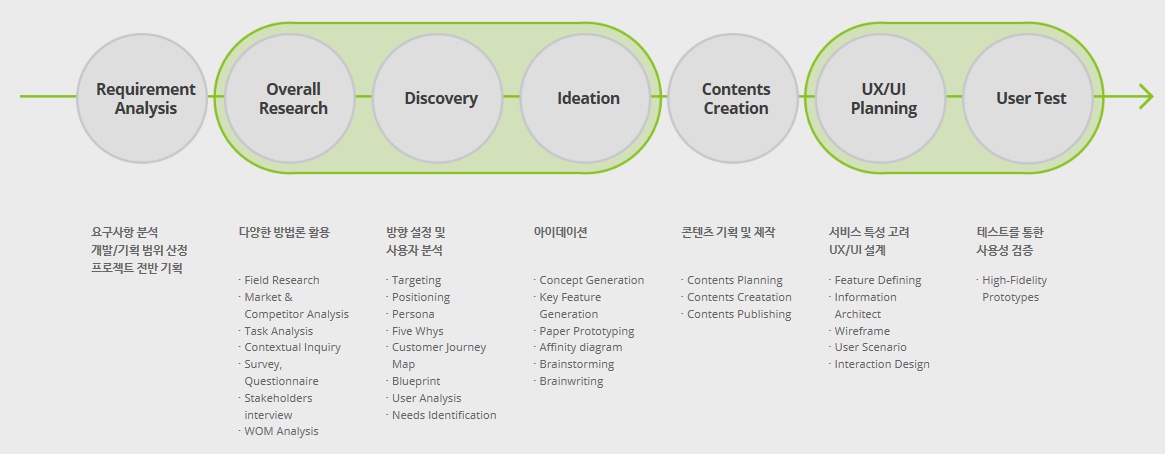 Requirement
Analysis
Overall
Research
Discovery
Ideation
Contents
Creation
UX/UI
Planning
User Test
요구사항 분석
개발/기획 범위 산정
프로젝트 전반 기획
다양한 방법론 활용
· Field Research
· Market &
Competitor Analysis
· Task Analysis
· Contextual Inquiry
· Survey,
Questionnaire
· Stakeholders
interview
· WOM Analysis
방향 설정 및
사용자 분석
· Targeting
· Positioning
· Persona
· Five Whys
· Customer Journey
Map
· Blueprint
· User Analysis
· Needs Identification
아이데이션
· Concept Generation
· Key Feature
Generation
· Paper Prototyping
· Affinity diagram
· Brainstorming
· Brainwriting
콘텐츠 기획 및 제작
· Contents Planning
· Contents Creatation
· Contents Publishing
서비스 특성 고려
UX/UI 설계
· Feature Defining
· Information
Architect
· Wireframe
· User Scenario
· Interaction Design
테스트를 통한
사용성 검증
· High-Fidelity
Prototypes